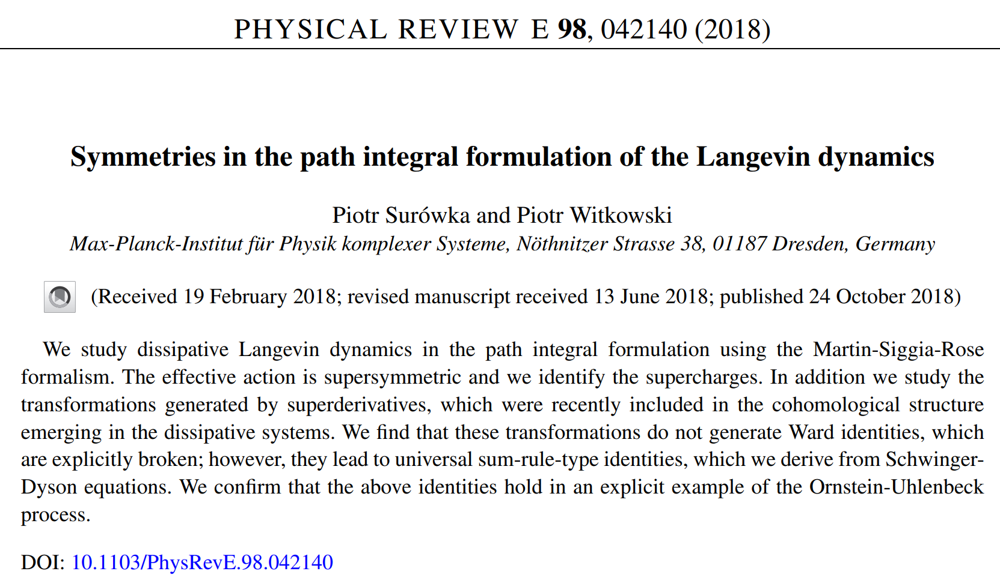 PHYSICAL REVIEW E 98, 042140 (2018)
Symmetries in the path integral formulation of the Langevin dynamics
Piotr Surówka and Piotr Witkowski
Max-Planck-Institut für Physik komplexer Systeme, Nöthnitzer Strasse 38, 01187 Dresden, Germany
(Received 19 February 2018; revised manuscript received 13 June 2018; published 24 October 2018)
We study dissipative Langevin dynamics in the path integral formulation using the Martin-Siggia-Rose
formalism. The effective action is supersymmetric and we identify the supercharges. In addition we study the
transformations generated by superderivatives, which were recently included in the cohomological structure
emerging in the dissipative systems. We find that these transformations do not generate Ward identities, which
are explicitly broken; however, they lead to universal sum-rule-type identities, which we derive from Schwinger-
Dyson equations. We confirm that the above identities hold in an explicit example of the Ornstein-Uhlenbeck
process.
DOI: 10.1103/PhysRevE.98.042140